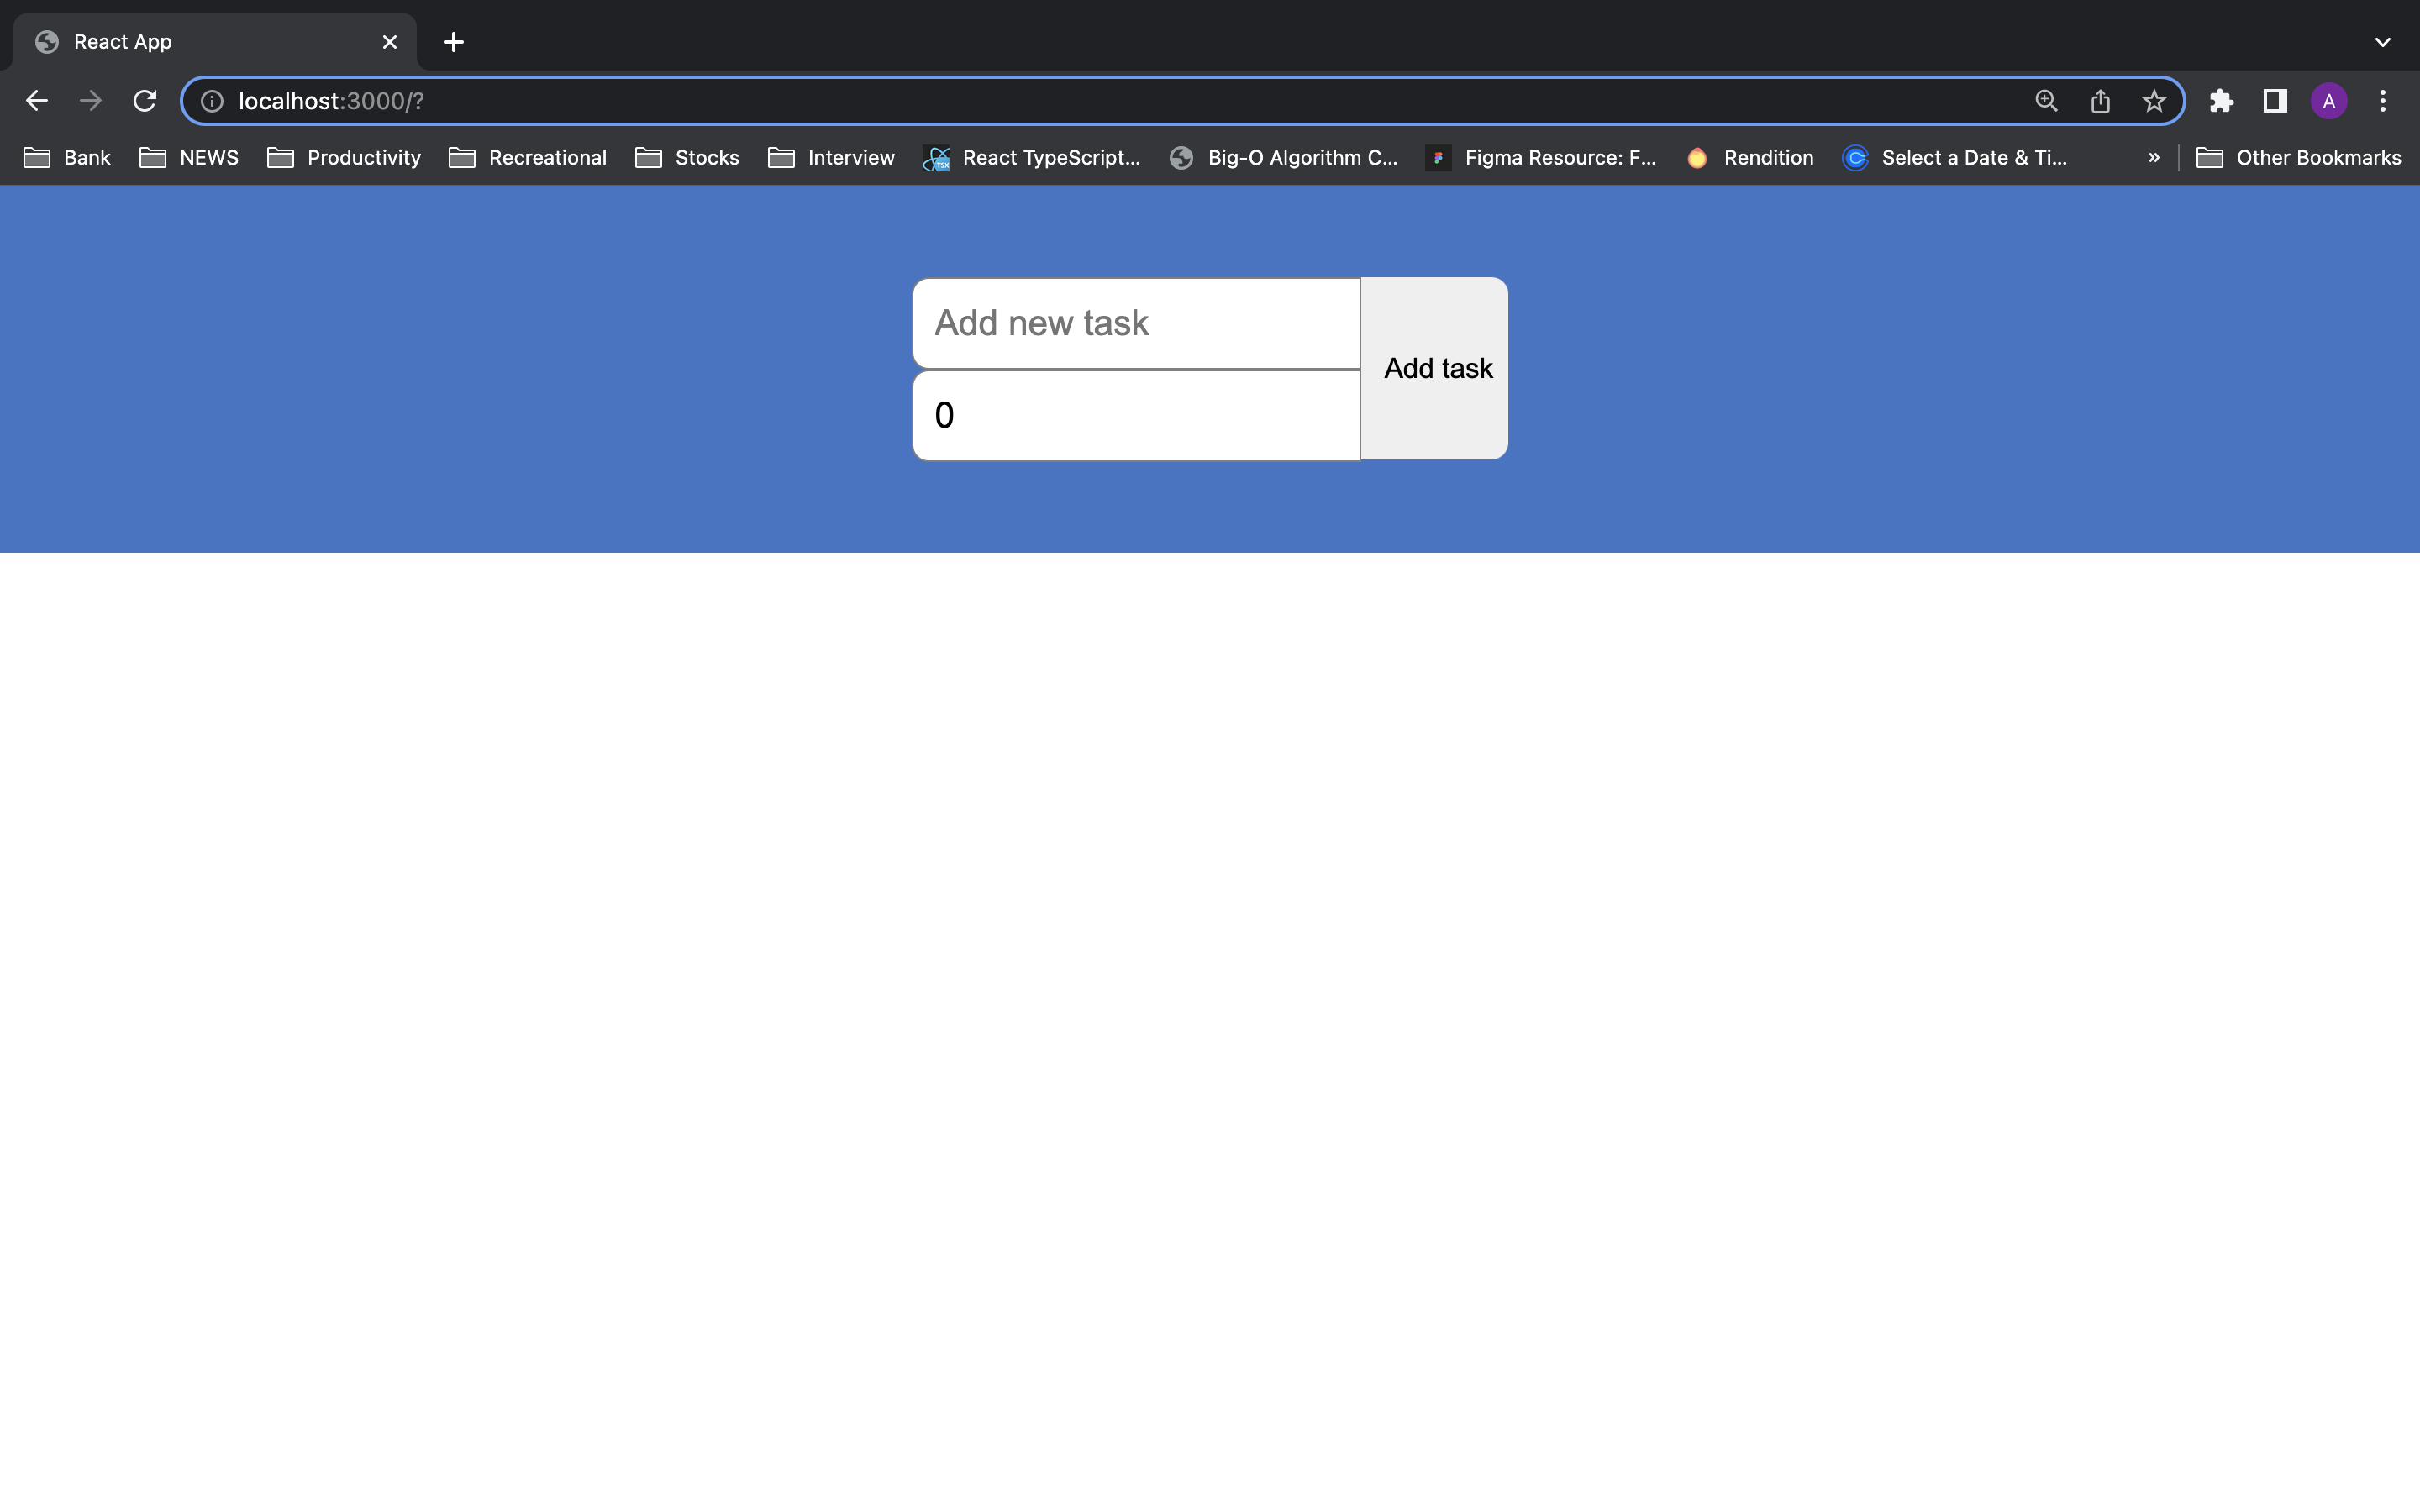 React App
localhost:3000/?
A
Bank NEWS Productivity Recreational Stocks Interview React TypeScript... Big-O Algorithm C... Figma Resource: F... Rendition Select a Date & Ti... » Other Bookmarks
Add new task
Add task
0